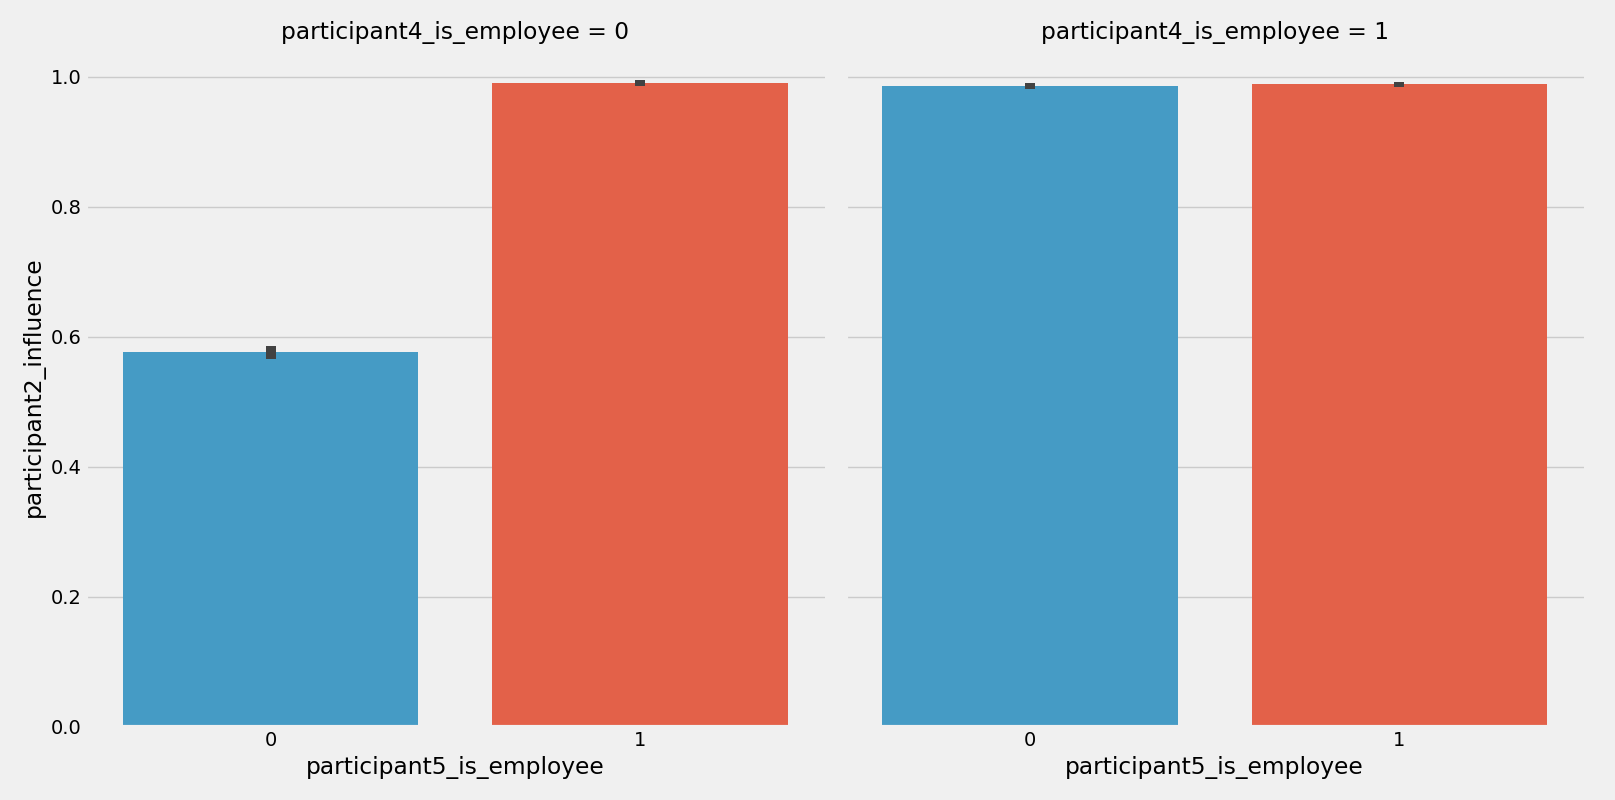 participant4_is_employee = 0
participant4_is_employee = 1
participant2_influence
1.0
0.8
0.6
0.4
0.2
0.0
0 1
0 1
participant5_is_employee
participant5_is_employee